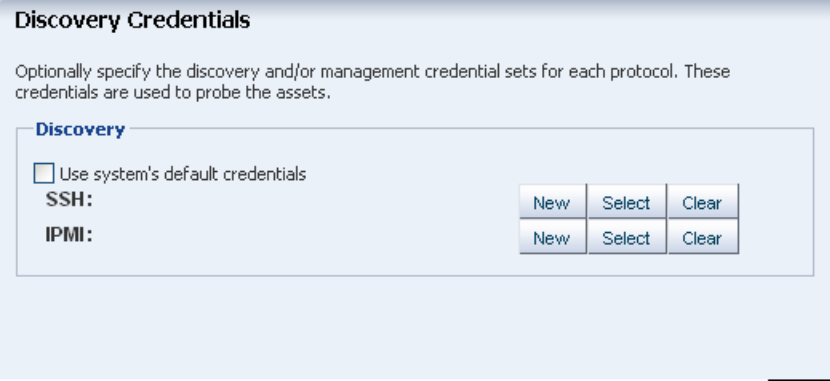 Discovery Credentials
Optionally specify the discovery and/or management credential sets for each protocol. These
credentials are used to probe the assets.
Discovery
Use system's default credentials
SSH: New Select Clear
IPMI: New Select Clear